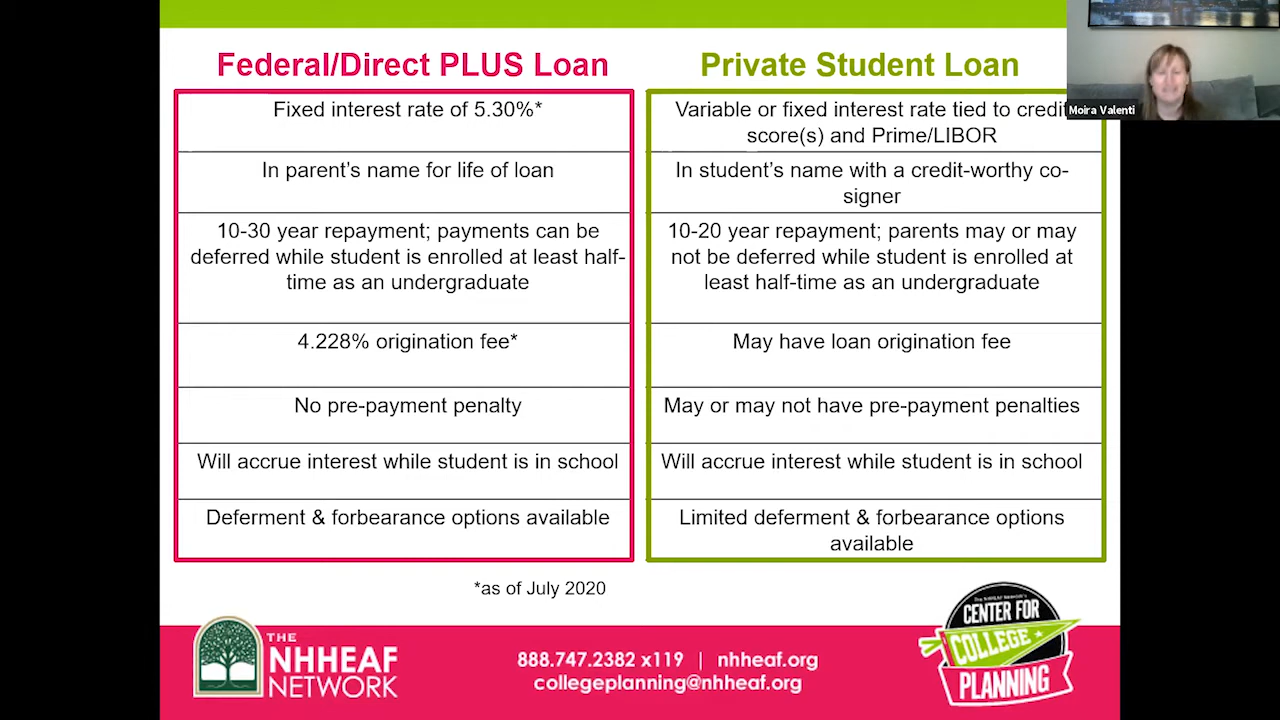 Federal/Direct PLUS Loan
Fixed interest rate of 5.30%*
In parent's name for life of loan
10-30 year repayment; payments can be
deferred while student is enrolled at least half-
time as an undergraduate
4.228% origination fee*
No pre-payment penalty
Will accrue interest while student is in school
Deferment & forbearance options available
Private Student Loan
Variable or fixed interest rate tied to credit
score(s) and Prime/LIBOR
In student's name with a credit-worthy co-
signer
10-20 year repayment; parents may or may
not be deferred while student is enrolled at
least half-time as an undergraduate
May have loan origination fee
May or may not have pre-payment penalties
Will accrue interest while student is in school
Limited deferment & forbearance options
available
Moira Valenti
*as of July 2020
THE
NHHEAF
NETWORK
888.747.2382 x119 | nhheaf.org
collegeplanning@nhheaf.org
The NHHEAF Network's
CENTER FOR
COLLEGE
PLANNING